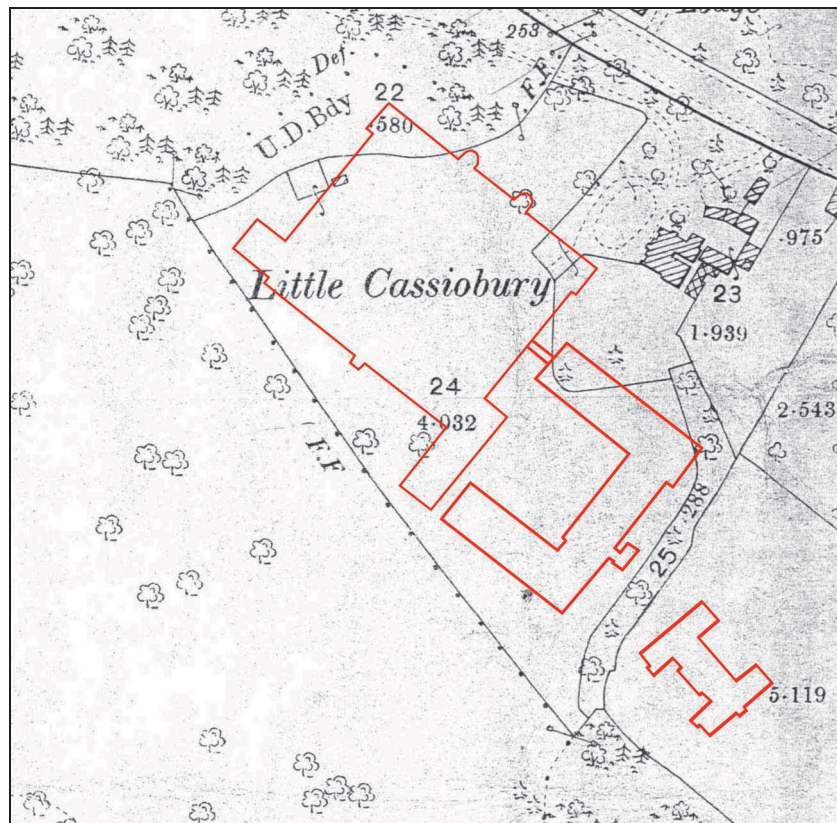 Lodge
253
Def
F.F.
22
.580
U.D.Bdy
.975
Little Cassiobury
23
1.939
24
4.032
2.543
F.F
.288
25
5.119